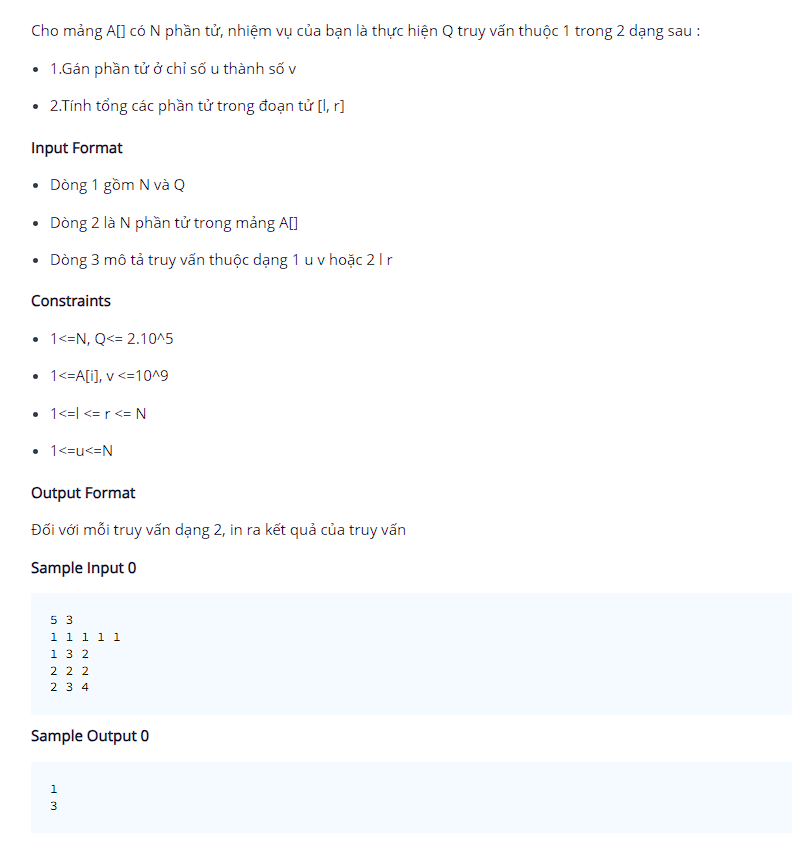 Cho mảng A[] có N phần tử, nhiệm vụ của bạn là thực hiện Q truy vấn thuộc 1 trong 2 dạng sau :
• 1.Gán phần tử ở chỉ số u thành số v
• 2.Tính tổng các phần tử trong đoạn tử [l, r]
Input Format
• Dòng 1 gồm N và Q
• Dòng 2 là N phần tử trong mảng A[]
• Dòng 3 mô tả truy vấn thuộc dạng 1 u v hoặc 2 l r
Constraints
• 1<=N, Q<= 2.10^5
• 1<=A[i], v <=10^9
• 1<=l <= r <= N
• 1<=u<=N
Output Format
Đối với mỗi truy vấn dạng 2, in ra kết quả của truy vấn
Sample Input 0
5 3
1 1 1 1 1
1 3 2
2 2 2
2 3 4
Sample Output 0
1
3